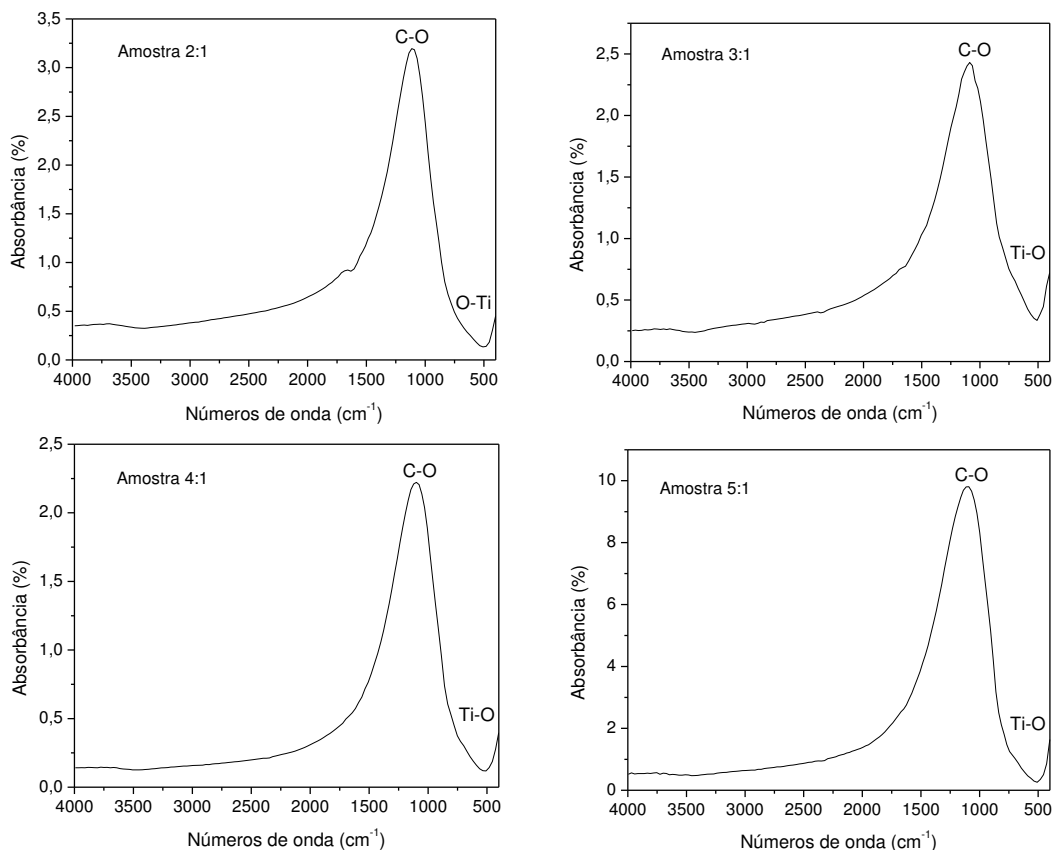 Amostra 2:1
C-O
O-Ti
3,5
3,0
2,5
2,0
1,5
1,0
0,5
0,0
Absorbância (%)
4000 3500 3000 2500 2000 1500 1000 500
Números de onda (cm⁻¹)
Amostra 3:1
C-O
Ti-O
2,5
2,0
1,5
1,0
0,5
0,0
Absorbância (%)
4000 3500 3000 2500 2000 1500 1000 500
Números de onda (cm⁻¹)
Amostra 4:1
C-O
Ti-O
2,5
2,0
1,5
1,0
0,5
0,0
Absorbância (%)
4000 3500 3000 2500 2000 1500 1000 500
Números de onda (cm⁻¹)
Amostra 5:1
C-O
Ti-O
10
8
6
4
2
0
Absorbância (%)
4000 3500 3000 2500 2000 1500 1000 500
Números de onda (cm⁻¹)